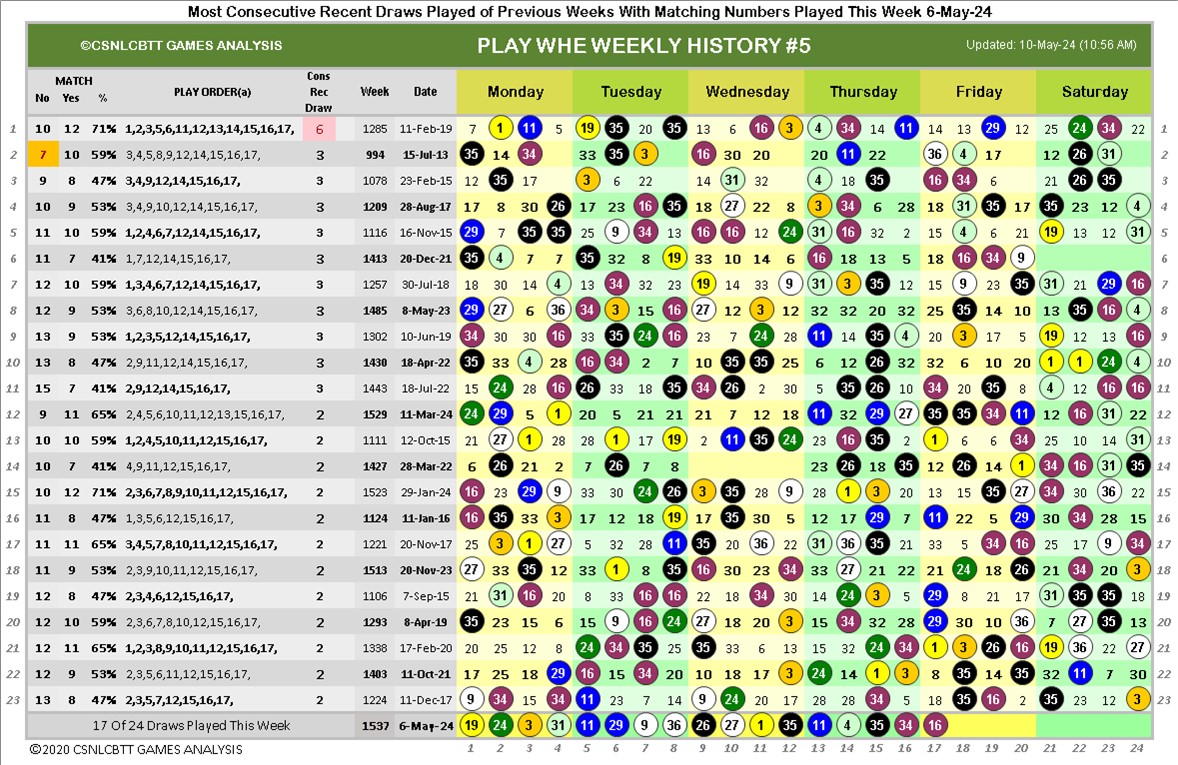 Most Consecutive Recent Draws Played of Previous Weeks With Matching Numbers Played This Week 6-May-24
©CSNLCBTT GAMES ANALYSIS PLAY WHE WEEKLY HISTORY #5 Updated: 10-May-24 (10:56 AM)
No MATCH Yes % PLAY ORDER(a) Cons Rec Draw Week Date Monday Tuesday Wednesday Thursday Friday Saturday
1 10 12 71% 1,2,3,5,6,11,12,13,14,15,16,17, 6 1285 11-Feb-19 7 1 11 5 19 35 20 35 13 6 16 3 4 34 14 16 14 13 29 12 25 24 34 22 1
2 7 10 59% 3,4,5,8,9,12,14,15,16,17, 3 994 15-Jul-13 35 14 34 33 35 3 16 30 20 20 11 22 36 4 17 12 26 31 2
3 9 8 47% 3,4,9,12,14,15,16,17, 3 1078 23-Feb-15 12 35 17 3 6 22 14 31 32 4 18 35 16 34 6 21 26 35 3
4 10 9 53% 3,4,9,10,12,14,15,16,17, 3 1209 28-Aug-17 17 8 30 26 17 23 16 35 18 27 22 8 3 34 6 28 18 31 35 17 35 23 12 4 4
5 11 10 59% 1,2,4,6,7,12,14,15,16,17, 3 1116 16-Nov-15 29 7 35 35 25 9 34 13 16 16 12 24 31 16 32 2 15 4 6 21 19 13 12 31 5
6 11 7 41% 1,7,12,14,15,16,17, 3 1413 20-Dec-21 35 4 7 7 35 32 8 19 33 10 14 6 16 18 13 5 18 16 34 9 6
7 12 10 59% 1,3,4,6,7,12,14,15,16,17, 3 1257 30-Jul-18 18 30 14 4 13 34 32 23 19 14 33 9 31 3 35 12 15 9 23 35 31 21 29 16 7
8 12 9 53% 3,6,8,10,12,14,15,16,17, 3 1485 8-May-23 29 27 6 36 34 3 15 16 27 12 3 12 32 32 20 32 25 35 14 10 13 35 16 4 8
9 13 9 53% 1,2,3,5,12,14,15,16,17, 3 1302 10-Jun-19 34 30 30 16 33 35 24 16 23 7 24 28 11 14 35 4 20 3 17 5 19 12 13 16 9
10 13 8 47% 2,9,11,12,14,15,16,17, 3 1430 18-Apr-22 35 33 4 28 16 34 2 7 10 35 35 25 6 12 26 32 32 6 10 20 1 1 24 4 10
11 15 7 41% 2,9,12,14,15,16,17, 3 1443 18-Jul-22 15 24 28 16 26 33 18 35 34 26 2 30 5 35 26 11 34 20 35 8 4 12 16 16 11
12 9 11 65% 2,4,5,6,10,11,12,13,15,16,17, 2 1529 11-Mar-24 24 29 5 1 20 5 21 21 21 7 12 18 11 32 29 27 35 35 34 11 12 16 31 22 12
13 10 10 59% 1,2,4,5,10,11,12,15,16,17, 2 1111 12-Oct-15 21 27 1 28 28 1 17 19 2 11 35 24 23 16 35 2 1 6 6 34 25 10 14 31 13
14 10 7 41% 4,9,11,12,15,16,17, 2 1427 28-Mar-22 6 26 21 2 7 26 7 8 23 26 18 35 12 26 14 1 34 16 31 35 14
15 10 12 71% 2,3,6,7,8,9,10,11,12,15,16,17, 2 1523 29-Jan-24 16 23 29 9 33 30 24 26 3 35 28 9 28 1 3 20 13 15 35 27 34 30 36 22 15
16 11 8 47% 1,3,5,6,12,15,16,17, 2 1124 11-Jan-16 16 35 33 3 17 12 18 19 17 35 30 5 12 17 29 7 11 22 5 29 30 34 28 15 16
17 11 11 65% 3,4,5,7,8,10,11,12,15,16,17, 2 1221 20-Nov-17 25 3 1 27 5 32 28 11 35 20 36 22 31 36 35 21 33 5 34 16 25 17 9 34 17
18 11 9 53% 2,3,9,10,11,12,15,16,17, 2 1513 20-Nov-23 27 33 35 12 33 1 8 35 16 30 23 34 33 27 21 22 21 24 18 26 21 34 20 3 18
19 12 8 47% 2,3,4,6,12,15,16,17, 2 1106 7-Sep-15 21 31 16 20 8 33 16 16 22 18 34 30 14 24 3 5 29 8 21 19 31 35 35 18 19
20 12 10 59% 2,3,6,7,8,10,12,15,16,17, 2 1293 8-Apr-19 35 23 15 6 15 9 16 24 27 18 20 3 15 34 32 28 29 30 10 36 7 27 35 13 20
21 12 11 65% 1,2,3,8,9,10,11,12,15,16,17, 2 1338 17-Feb-20 20 25 12 8 24 34 35 25 35 33 6 13 15 32 24 34 1 3 26 16 19 36 22 27 21
22 12 9 53% 2,3,5,6,11,12,15,16,17, 2 1403 11-Oct-21 17 25 18 29 16 15 34 20 10 18 17 3 24 14 1 3 8 35 14 35 32 11 7 30 22
23 13 8 47% 2,3,5,7,12,15,16,17, 2 1224 11-Dec-17 9 34 15 34 11 23 7 14 9 24 20 17 28 28 34 5 18 35 16 2 35 23 12 3 23
17 Of 24 Draws Played This Week 1537 6-May-24 19 24 3 31 11 29 9 36 26 27 1 35 11 4 35 34 16
©2020 CSNLCBTT GAMES ANALYSIS 1 2 3 4 5 6 7 8 9 10 11 12 13 14 15 16 17 18 19 20 21 22 23 24